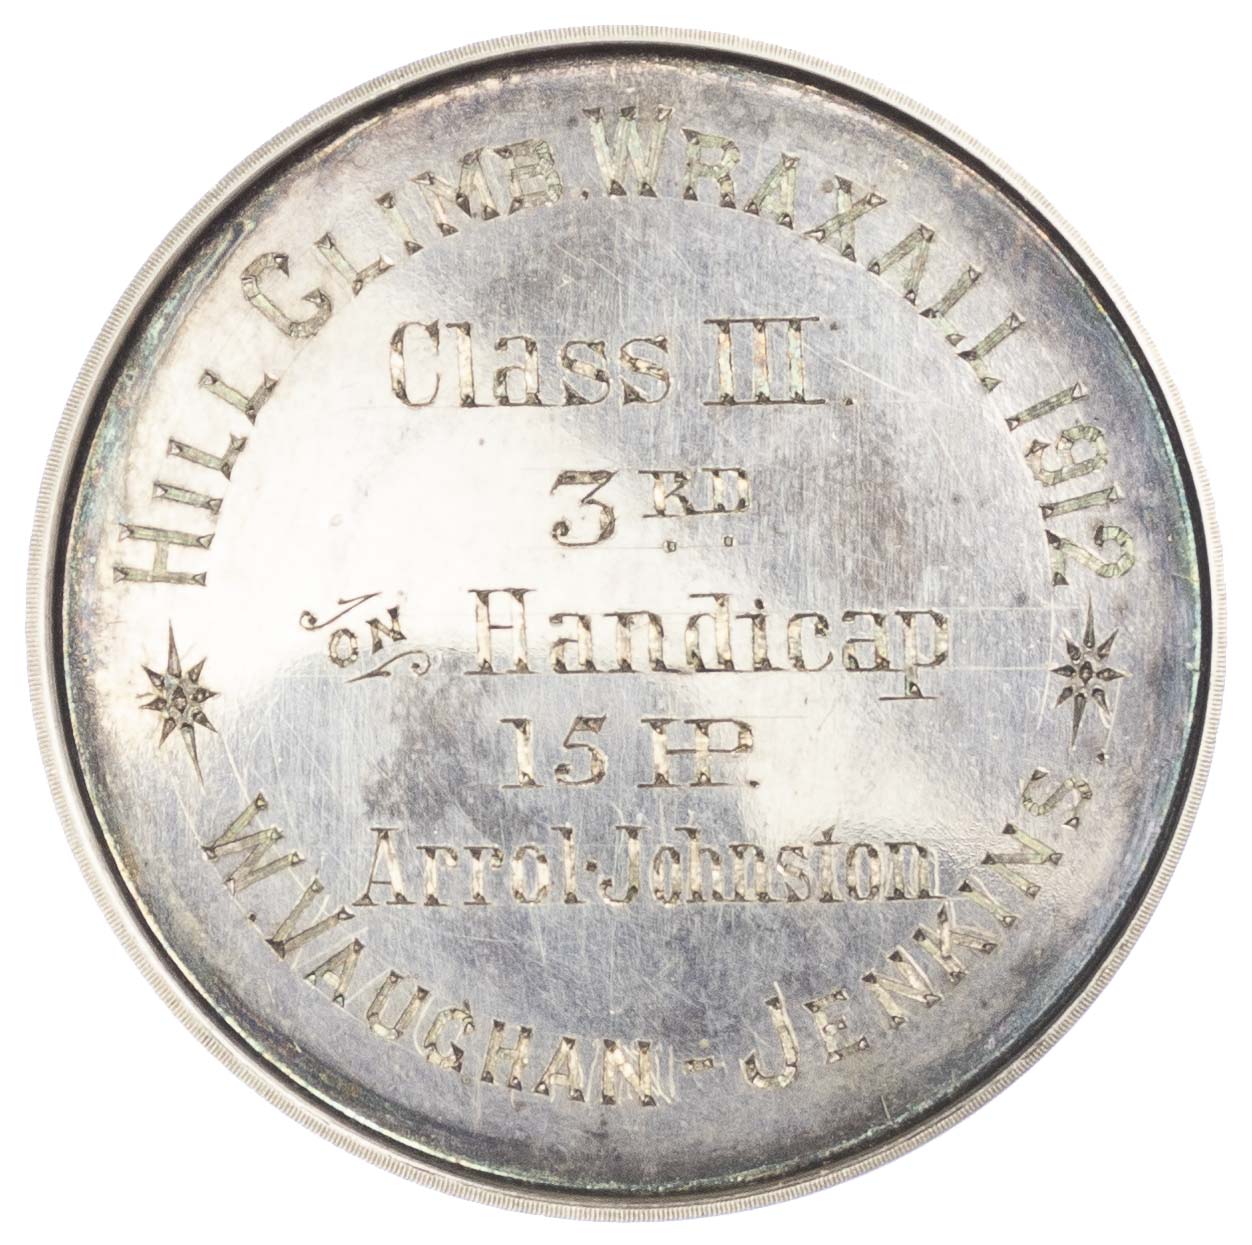 HILL CLIMB. WRAXALL 1912
Class III.
3RD
ON Handicap
15 HP.
Arrol-Johnston
W. VAUGHAN - JENKINS.